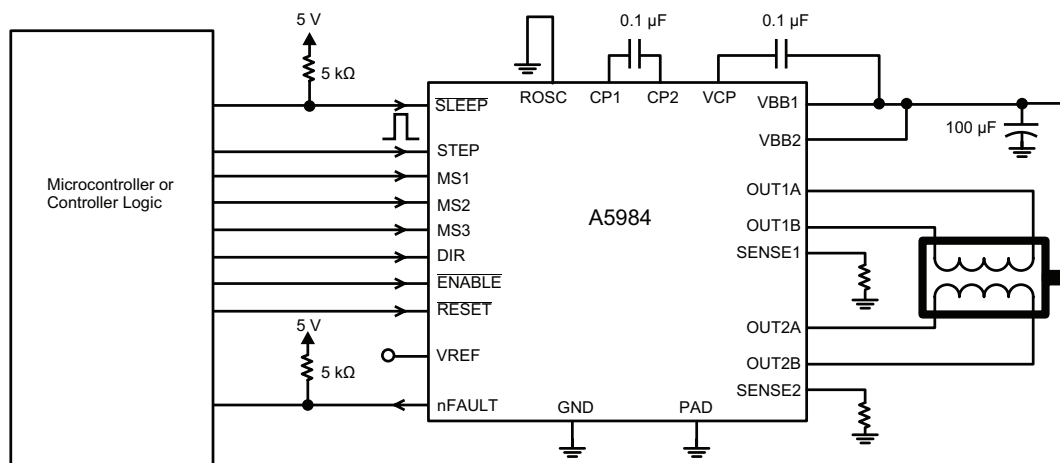 5 V
5 kΩ
0.1 µF
0.1 µF
Microcontroller or
Controller Logic
SLEEP
STEP
MS1
MS2
MS3
DIR
ENABLE
RESET
5 V
5 kΩ
VREF
nFAULT
ROSC
CP1
CP2
VCP
A5984
GND
PAD
VBB1
VBB2
OUT1A
OUT1B
SENSE1
OUT2A
OUT2B
SENSE2
100 µF